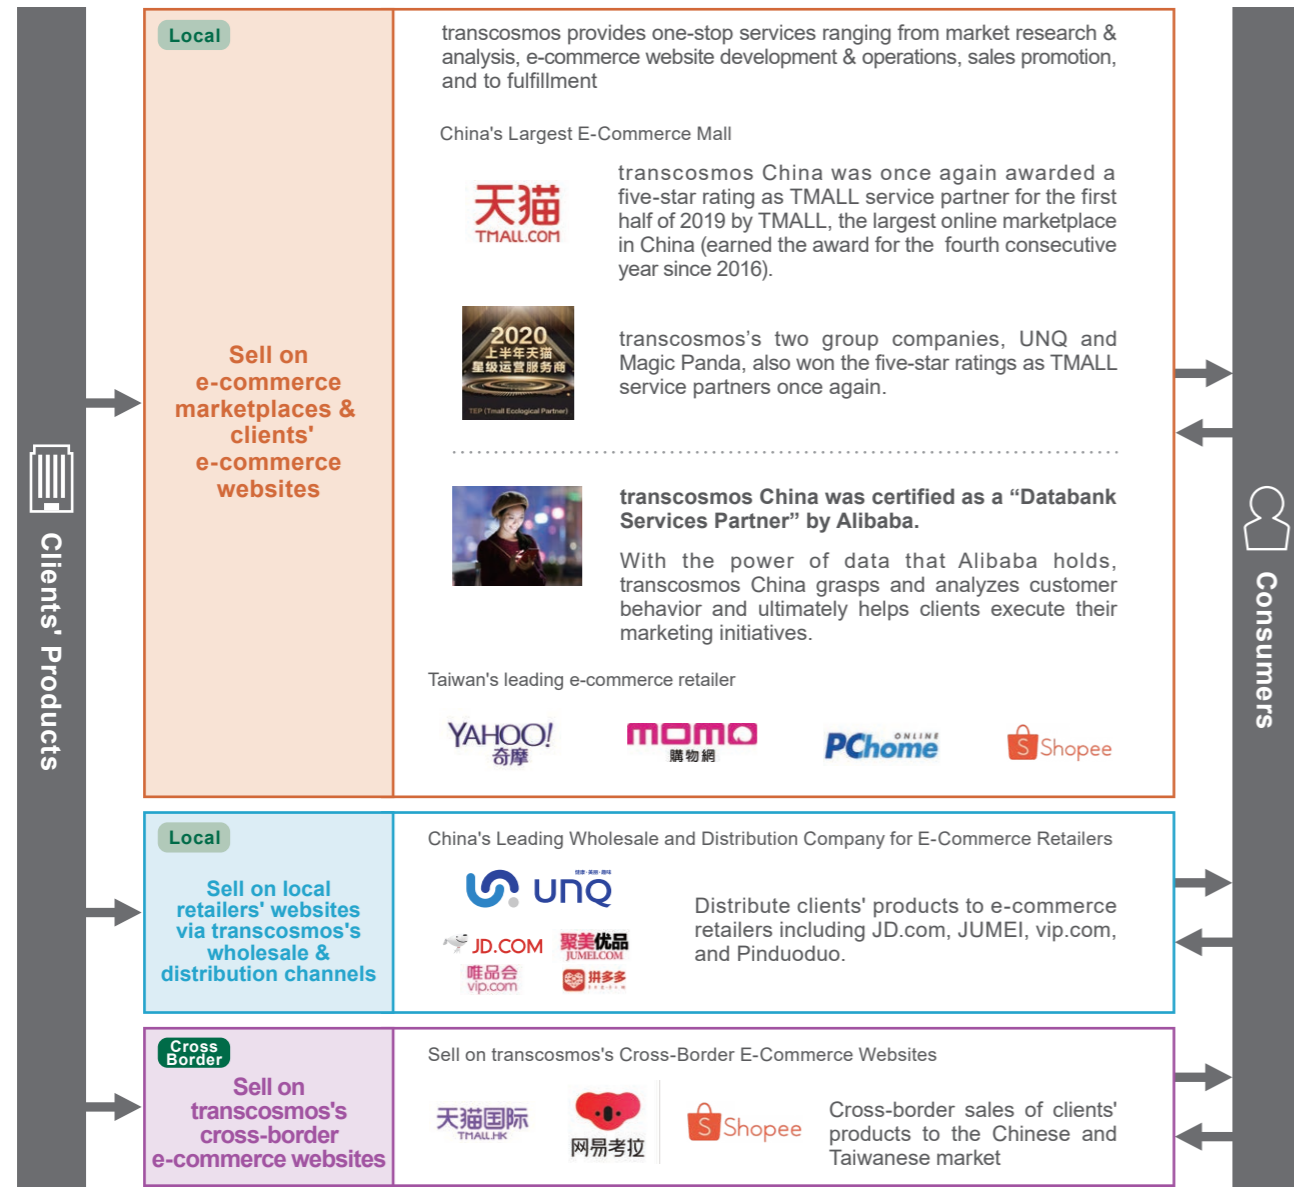 Clients' Products
Local
Sell on
e-commerce
marketplaces &
clients'
e-commerce
websites
transcosmos provides one-stop services ranging from market research &
analysis, e-commerce website development & operations, sales promotion,
and to fulfillment
China's Largest E-Commerce Mall
天猫
TMALL.COM
transcosmos China was once again awarded a
five-star rating as TMALL service partner for the first
half of 2019 by TMALL, the largest online marketplace
in China (earned the award for the fourth consecutive
year since 2016).
2020
上半年天猫
星级运营服务商
TEP (Tmall Ecological Partner)
transcosmos's two group companies, UNQ and
Magic Panda, also won the five-star ratings as TMALL
service partners once again.
transcosmos China was certified as a “Databank
Services Partner” by Alibaba.
With the power of data that Alibaba holds,
transcosmos China grasps and analyzes customer
behavior and ultimately helps clients execute their
marketing initiatives.
Taiwan's leading e-commerce retailer
YAHOO!
奇摩
momo
購物網
PChome
ONLINE
Shopee
Local
Sell on local
retailers' websites
via transcosmos's
wholesale &
distribution channels
China's Leading Wholesale and Distribution Company for E-Commerce Retailers
UNQ
JD.COM
聚美优品
JUMEI.COM
唯品会
vip.com
拼多多
Distribute clients' products to e-commerce
retailers including JD.com, JUMEI, vip.com,
and Pinduoduo.
Cross
Border
Sell on
transcosmos's
cross-border
e-commerce websites
Sell on transcosmos's Cross-Border E-Commerce Websites
天猫国际
TMALL.HK
网易考拉
Shopee
Cross-border sales of clients'
products to the Chinese and
Taiwanese market
Consumers